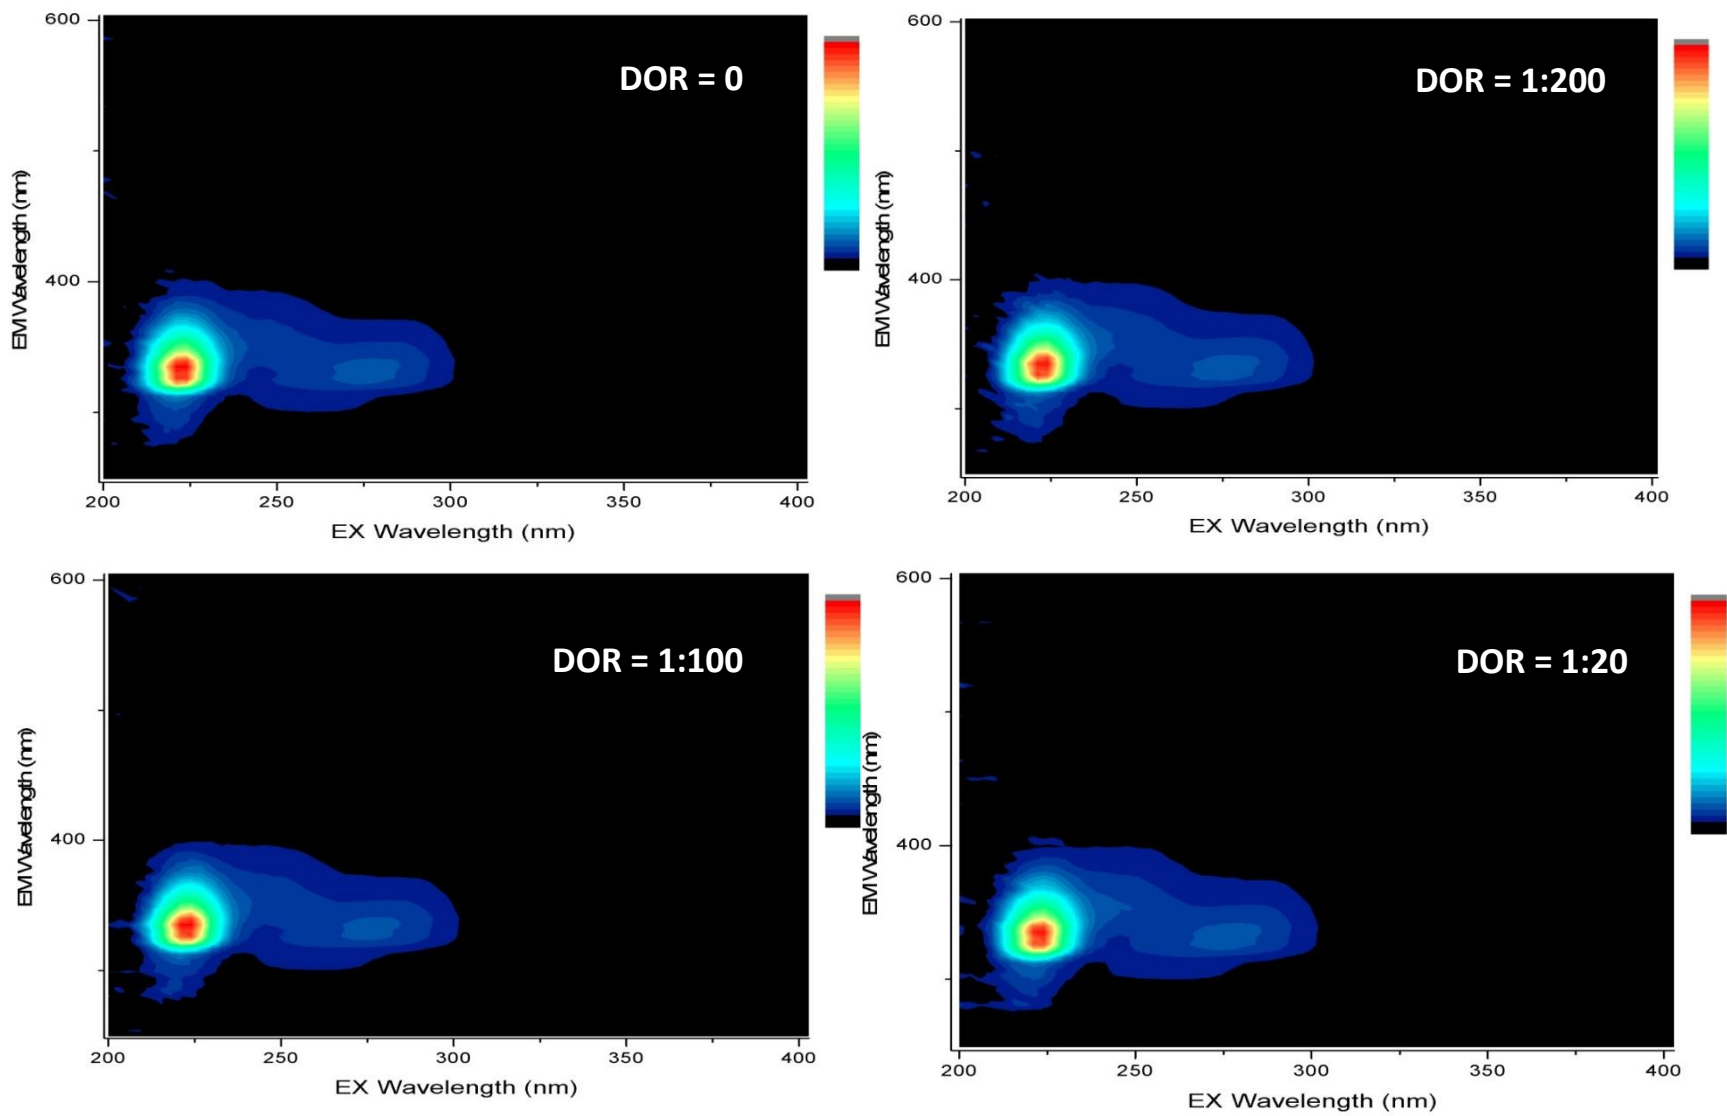 600
DOR = 0
EM Wavelength (nm)
400
200 250 300 350 400
EX Wavelength (nm)
600
DOR = 1:200
EM Wavelength (nm)
400
200 250 300 350 400
EX Wavelength (nm)
600
DOR = 1:100
EM Wavelength (nm)
400
200 250 300 350 400
EX Wavelength (nm)
600
DOR = 1:20
EM Wavelength (nm)
400
200 250 300 350 400
EX Wavelength (nm)